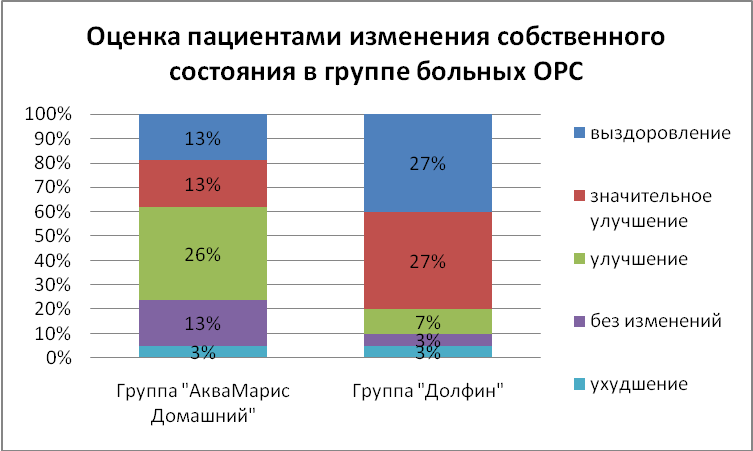 Оценка пациентами изменения собственного
состояния в группе больных ОРС
100%
90%
80%
70%
60%
50%
40%
30%
20%
10%
0%
13%
13%
26%
13%
3%
27%
27%
7%
3%
3%
Группа "АкваМарис
Домашний"
Группа "Долфин"
выздоровление
значительное
улучшение
улучшение
без изменений
ухудшение